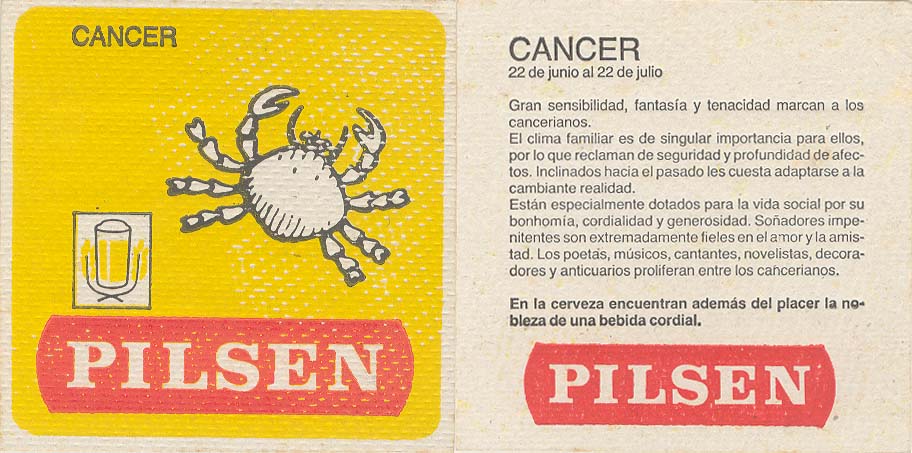 CANCER
PILSEN
CANCER
22 de junio al 22 de julio
Gran sensibilidad, fantasía y tenacidad marcan a los
cancerianos.
El clima familiar es de singular importancia para ellos,
por lo que reclaman de seguridad y profundidad de afec-
tos. Inclinados hacia el pasado les cuesta adaptarse a la
cambiante realidad.
Están especialmente dotados para la vida social por su
bonhomía, cordialidad y generosidad. Soñadores impe-
nitentes son extremadamente fieles en el amor y la amis-
tad. Los poetas, músicos, cantantes, novelistas, decora-
dores y anticuarios proliferan entre los cancerianos.
En la cerveza encuentran además del placer la no-
bleza de una bebida cordial.
PILSEN